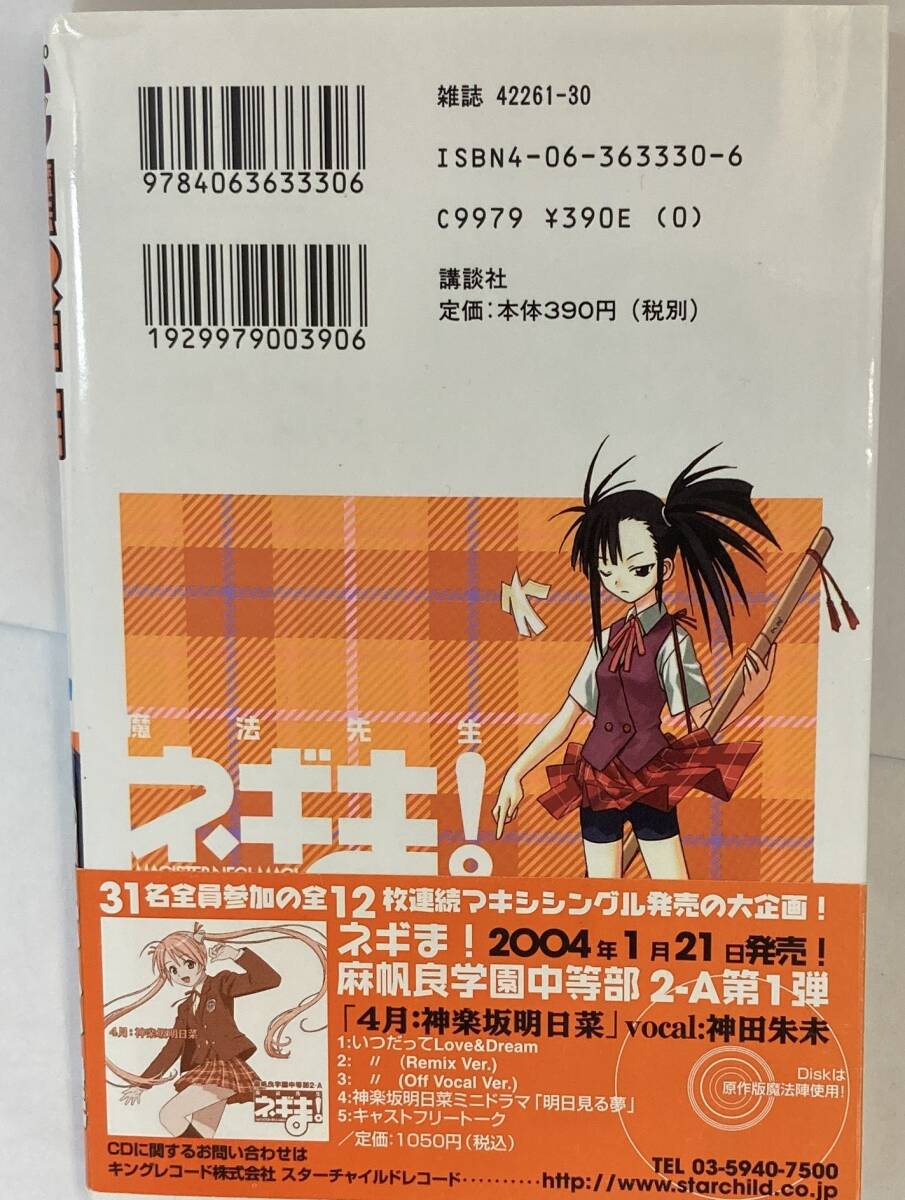 9784063633306
雑誌 42261-30
ISBN4-06-363330-6
C9979 ¥390E (0)
1929979003906
講談社
定価:本体390円（税別）
魔法先生
ネギま!
31名全員参加の全12枚連続マキシシングル発売の大企画！
ネギま！2004年1月21日発売！
麻帆良学園中等部2-A第1弾
「4月:神楽坂明日菜」vocal:神田朱未
4月:神楽坂明日菜
麻帆良学園中等部2-A
ネギま!
1:いつだってLove&Dream
2: 〃 (Remix Ver.)
3: 〃 (Off Vocal Ver.)
4:神楽坂明日菜ミニドラマ「明日見る夢」
5:キャストフリートーク
／定価:1050円(税込)
Diskは
原作版魔法陣使用!
CDに関するお問い合わせは
TEL 03-5940-7500
キングレコード株式会社 スターチャイルドレコード··········http://www.starchild.co.jp